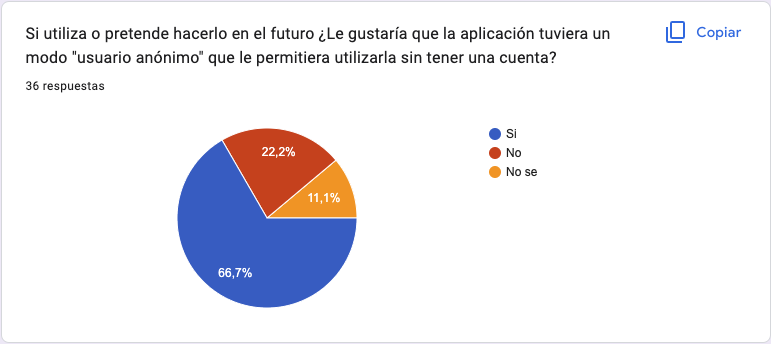 Si utiliza o pretende hacerlo en el futuro ¿Le gustaría que la aplicación tuviera un
modo "usuario anónimo" que le permitiera utilizarla sin tener una cuenta?
Copiar
36 respuestas
22,2%
11,1%
66,7%
Si
No
No se